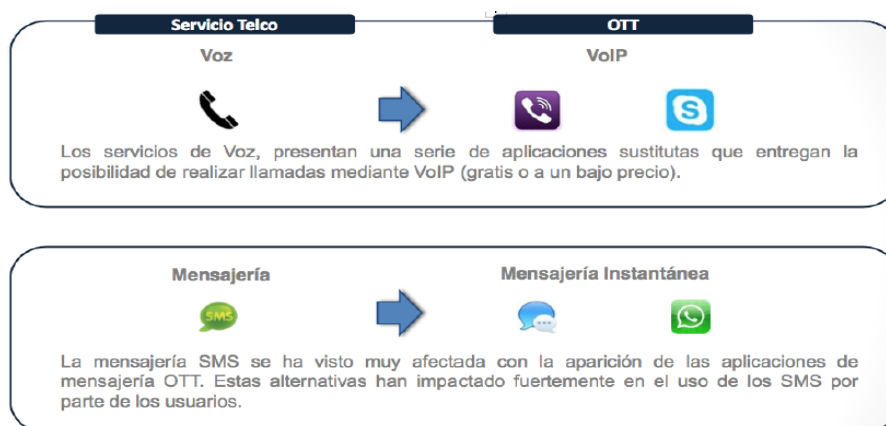 Servicio Telco
OTT
Voz
VoIP
Los servicios de Voz, presentan una serie de aplicaciones sustitutas que entregan la
posibilidad de realizar llamadas mediante VoIP (gratis o a un bajo precio).
Mensajería
Mensajería Instantánea
SMS
La mensajería SMS se ha visto muy afectada con la aparición de las aplicaciones de
mensajería OTT. Estas alternativas han impactado fuertemente en el uso de los SMS por
parte de los usuarios.